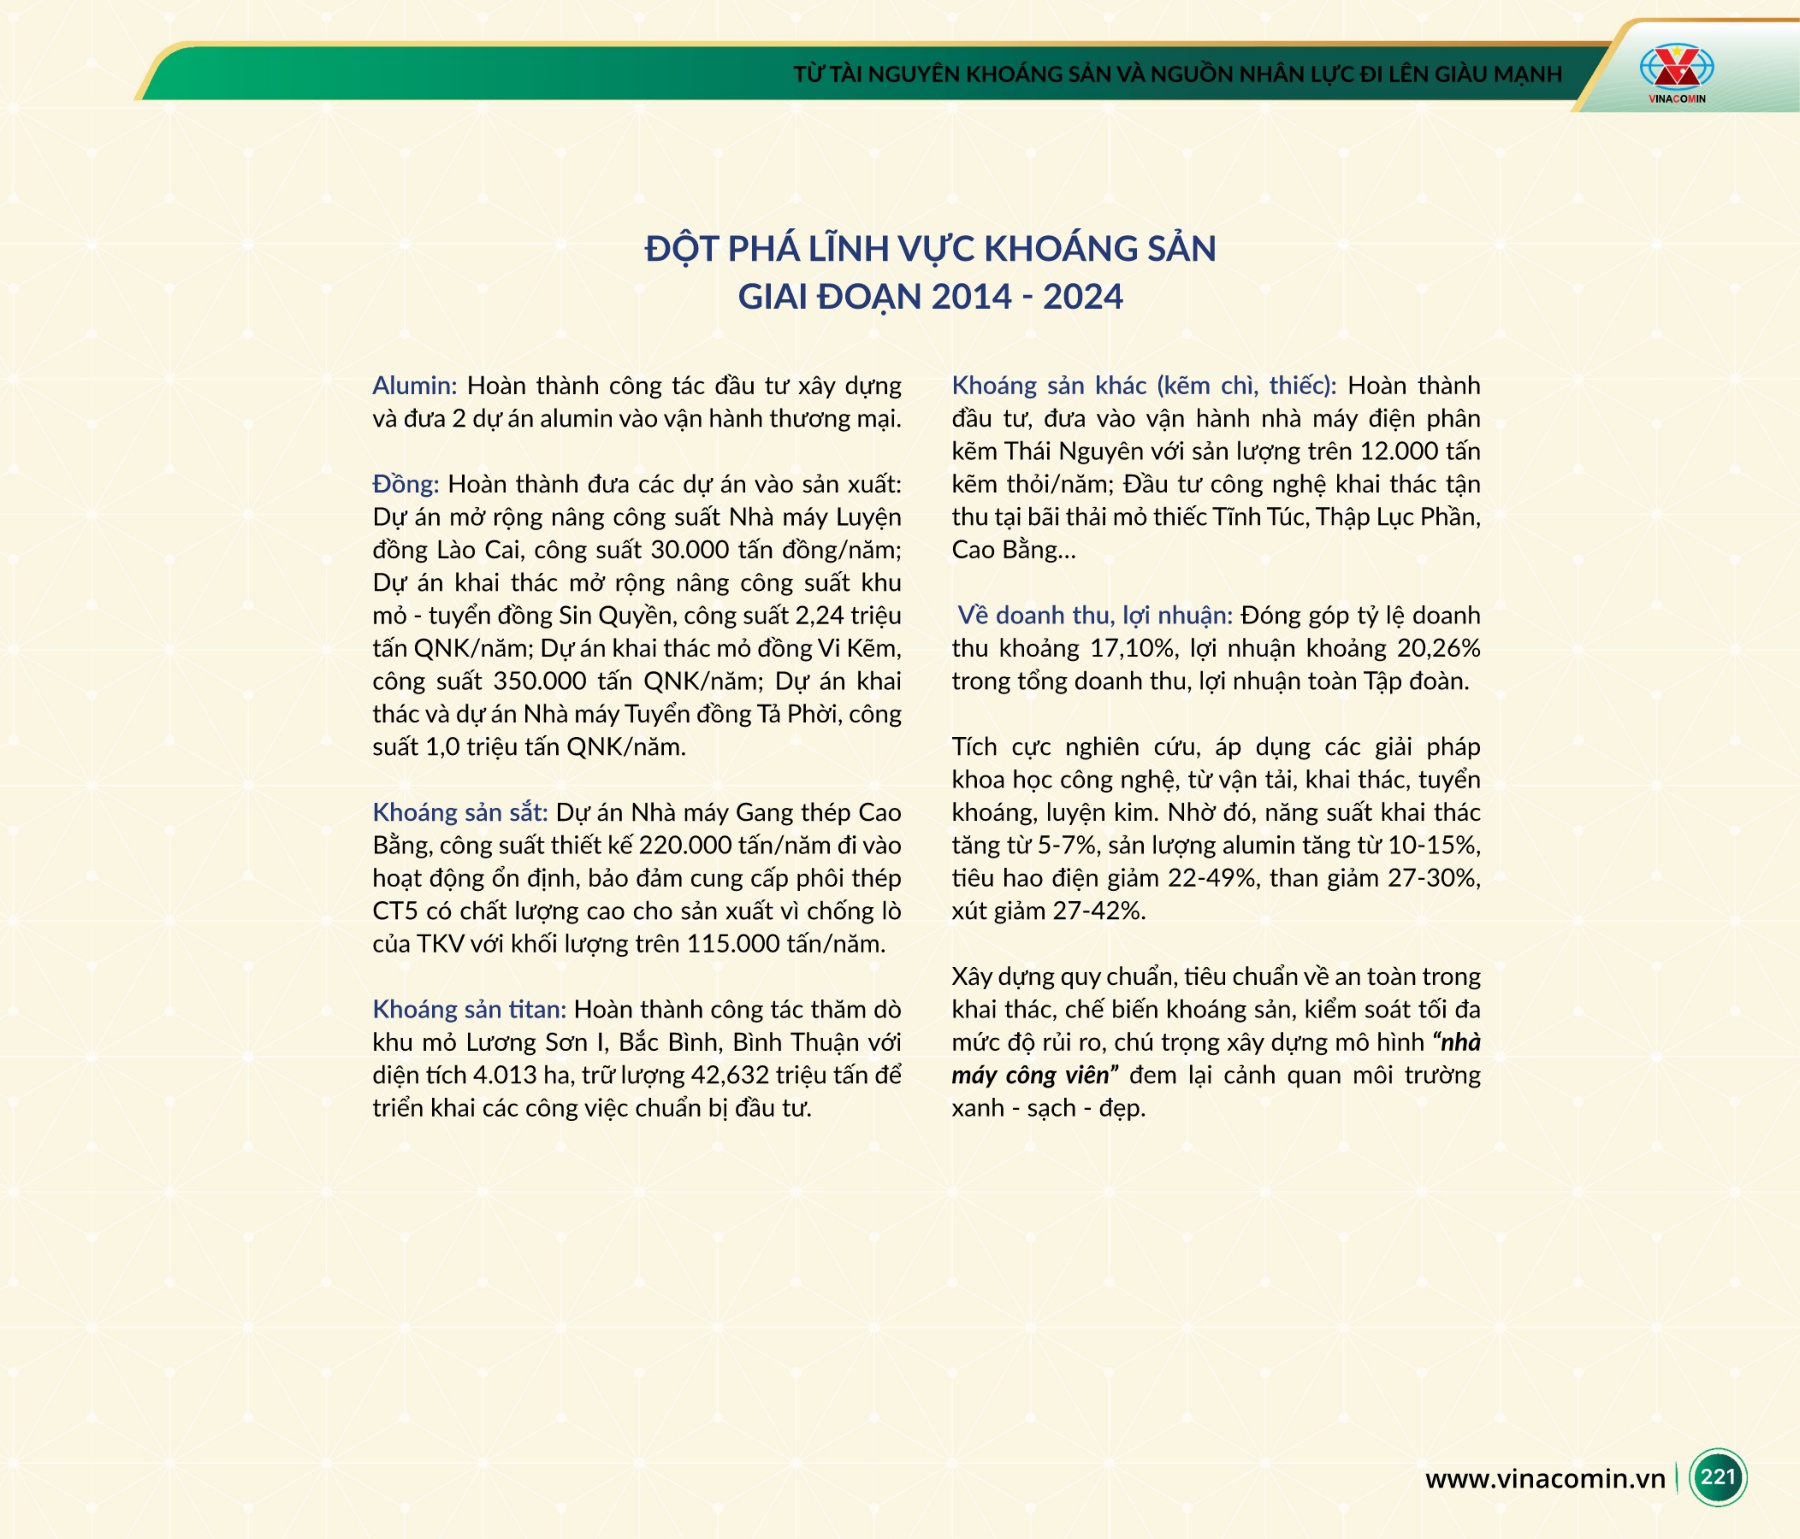 TỪ TÀI NGUYÊN KHOÁNG SẢN VÀ NGUỒN NHÂN LỰC ĐI LÊN GIÀU MẠNH
VINACOMIN
ĐỘT PHÁ LĨNH VỰC KHOÁNG SẢN
GIAI ĐOẠN 2014 - 2024
Alumin: Hoàn thành công tác đầu tư xây dựng
và đưa 2 dự án alumin vào vận hành thương mại.
Đồng: Hoàn thành đưa các dự án vào sản xuất:
Dự án mở rộng nâng công suất Nhà máy Luyện
đồng Lào Cai, công suất 30.000 tấn đồng/năm;
Dự án khai thác mở rộng nâng công suất khu
mỏ - tuyển đồng Sin Quyền, công suất 2,24 triệu
tấn QNK/năm; Dự án khai thác mỏ đồng Vi Kẽm,
công suất 350.000 tấn QNK/năm; Dự án khai
thác và dự án Nhà máy Tuyển đồng Tả Phời, công
suất 1,0 triệu tấn QNK/năm.
Khoáng sản sắt: Dự án Nhà máy Gang thép Cao
Bằng, công suất thiết kế 220.000 tấn/năm đi vào
hoạt động ổn định, bảo đảm cung cấp phôi thép
CT5 có chất lượng cao cho sản xuất vì chống lò
của TKV với khối lượng trên 115.000 tấn/năm.
Khoáng sản titan: Hoàn thành công tác thăm dò
khu mỏ Lương Sơn I, Bắc Bình, Bình Thuận với
diện tích 4.013 ha, trữ lượng 42,632 triệu tấn để
triển khai các công việc chuẩn bị đầu tư.
Khoáng sản khác (kẽm chì, thiếc): Hoàn thành
đầu tư, đưa vào vận hành nhà máy điện phân
kẽm Thái Nguyên với sản lượng trên 12.000 tấn
kẽm thỏi/năm; Đầu tư công nghệ khai thác tận
thu tại bãi thải mỏ thiếc Tĩnh Túc, Thập Lục Phần,
Cao Bằng...
Về doanh thu, lợi nhuận: Đóng góp tỷ lệ doanh
thu khoảng 17,10%, lợi nhuận khoảng 20,26%
trong tổng doanh thu, lợi nhuận toàn Tập đoàn.
Tích cực nghiên cứu, áp dụng các giải pháp
khoa học công nghệ, từ vận tải, khai thác, tuyển
khoáng, luyện kim. Nhờ đó, năng suất khai thác
tăng từ 5-7%, sản lượng alumin tăng từ 10-15%,
tiêu hao điện giảm 22-49%, than giảm 27-30%,
xút giảm 27-42%.
Xây dựng quy chuẩn, tiêu chuẩn về an toàn trong
khai thác, chế biến khoáng sản, kiểm soát tối đa
mức độ rủi ro, chú trọng xây dựng mô hình “nhà
máy công viên” đem lại cảnh quan môi trường
xanh - sạch - đẹp.
www.vinacomin.vn
221